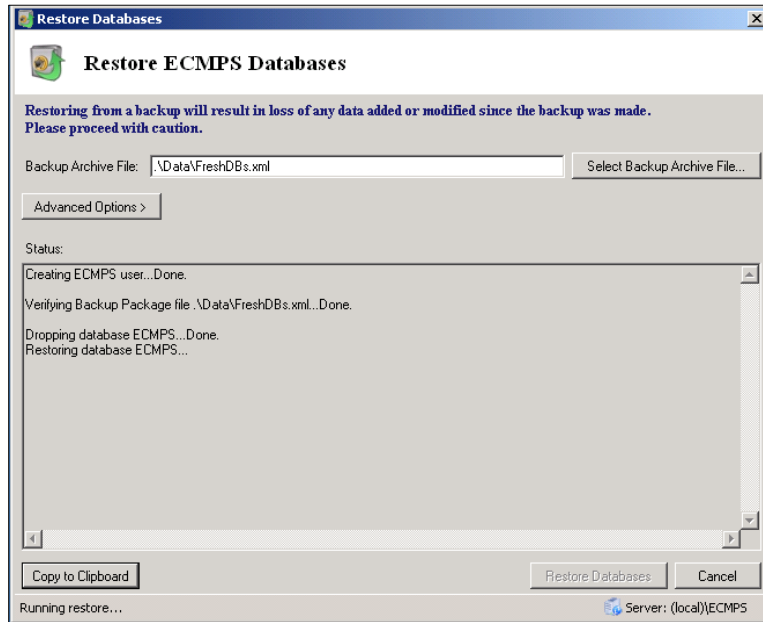 Restore Databases
Restore ECMPS Databases
Restoring from a backup will result in loss of any data added or modified since the backup was made.
Please proceed with caution.
Backup Archive File: .\Data\FreshDBs.xml Select Backup Archive File...
Advanced Options >
Status:
Creating ECMPS user...Done.
Verifying Backup Package file .\Data\FreshDBs.xml...Done.
Dropping database ECMPS...Done.
Restoring database ECMPS...
Copy to Clipboard Restore Databases Cancel
Running restore... Server: (local)\ECMPS